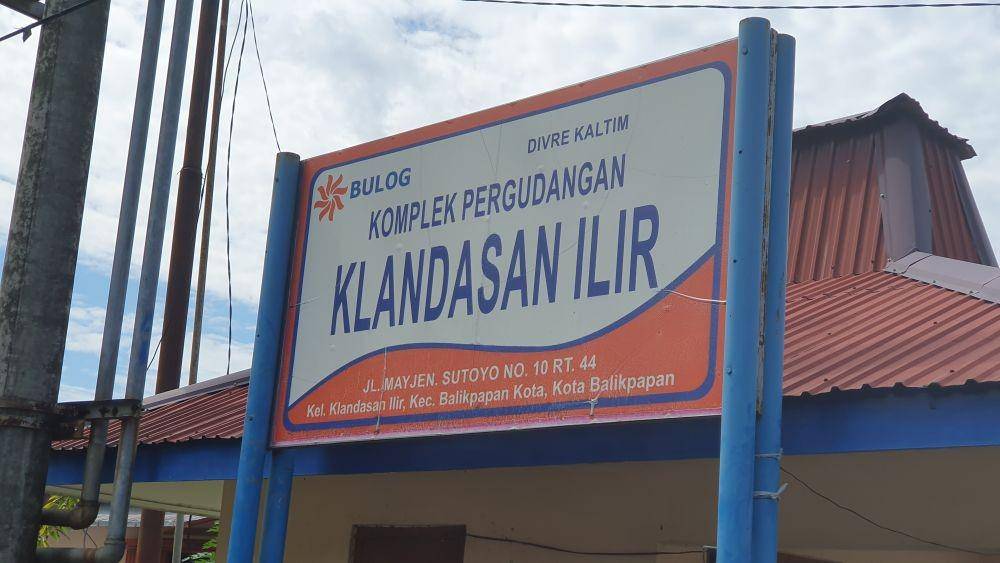 BULOG
DIVRE KALTIM
KOMPLEK PERGUDANGAN
KLANDASAN ILIR
JL. MAYJEN. SUTOYO NO. 10 RT. 44
Kel. Klandasan Ilir, Kec. Balikpapan Kota, Kota Balikpapan